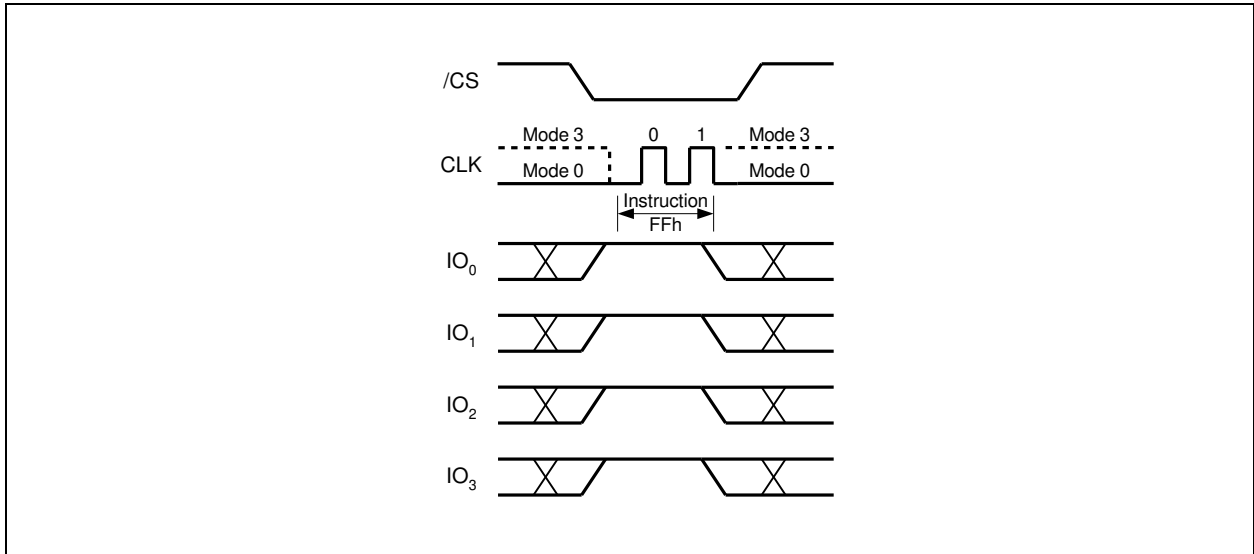 /CS
Mode 3 0 1 Mode 3
CLK
Mode 0 Mode 0
Instruction
FFh
IO₀
IO₁
IO₂
IO₃